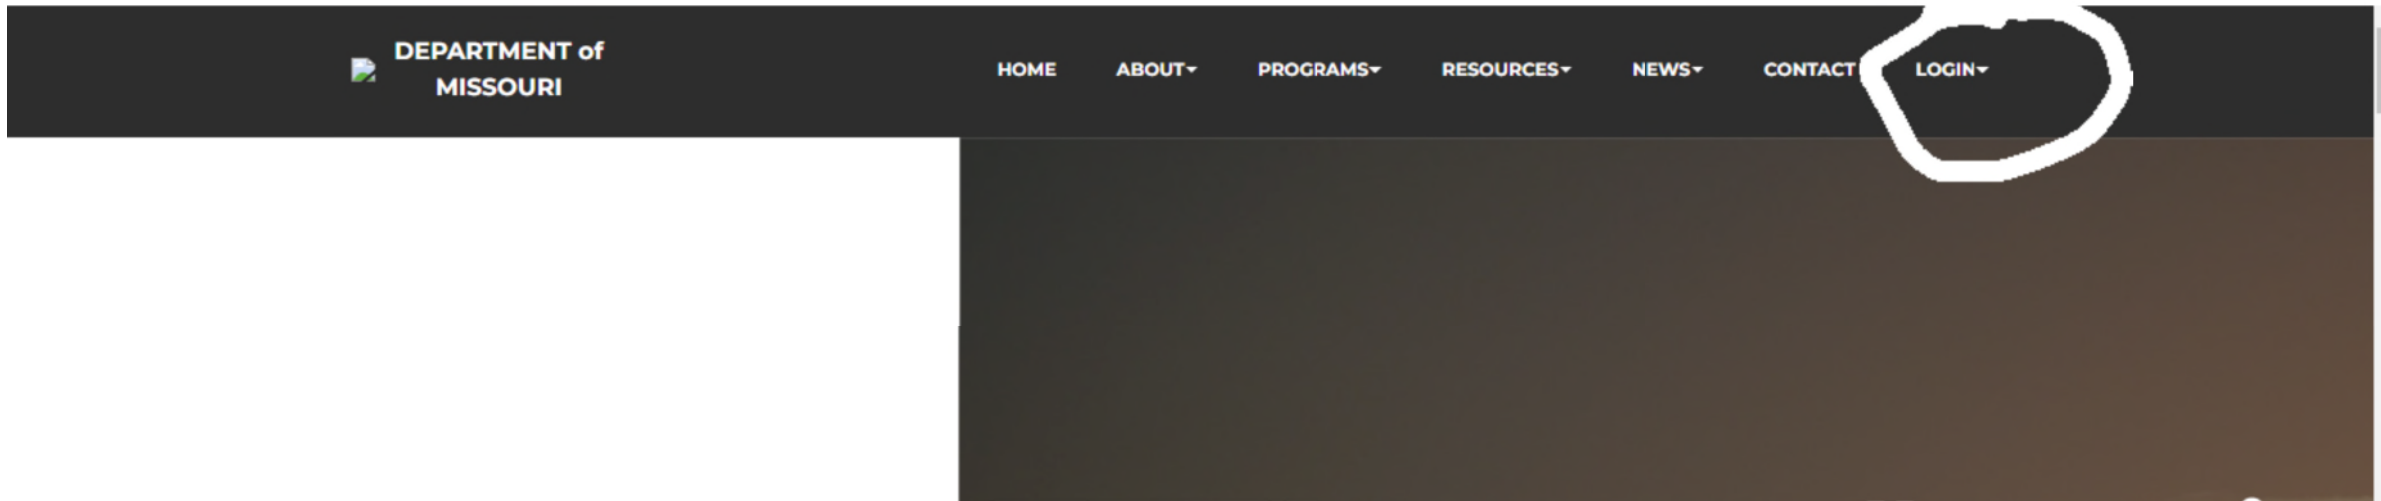 DEPARTMENT of
MISSOURI
HOME ABOUT PROGRAMS RESOURCES NEWS CONTACT LOGIN